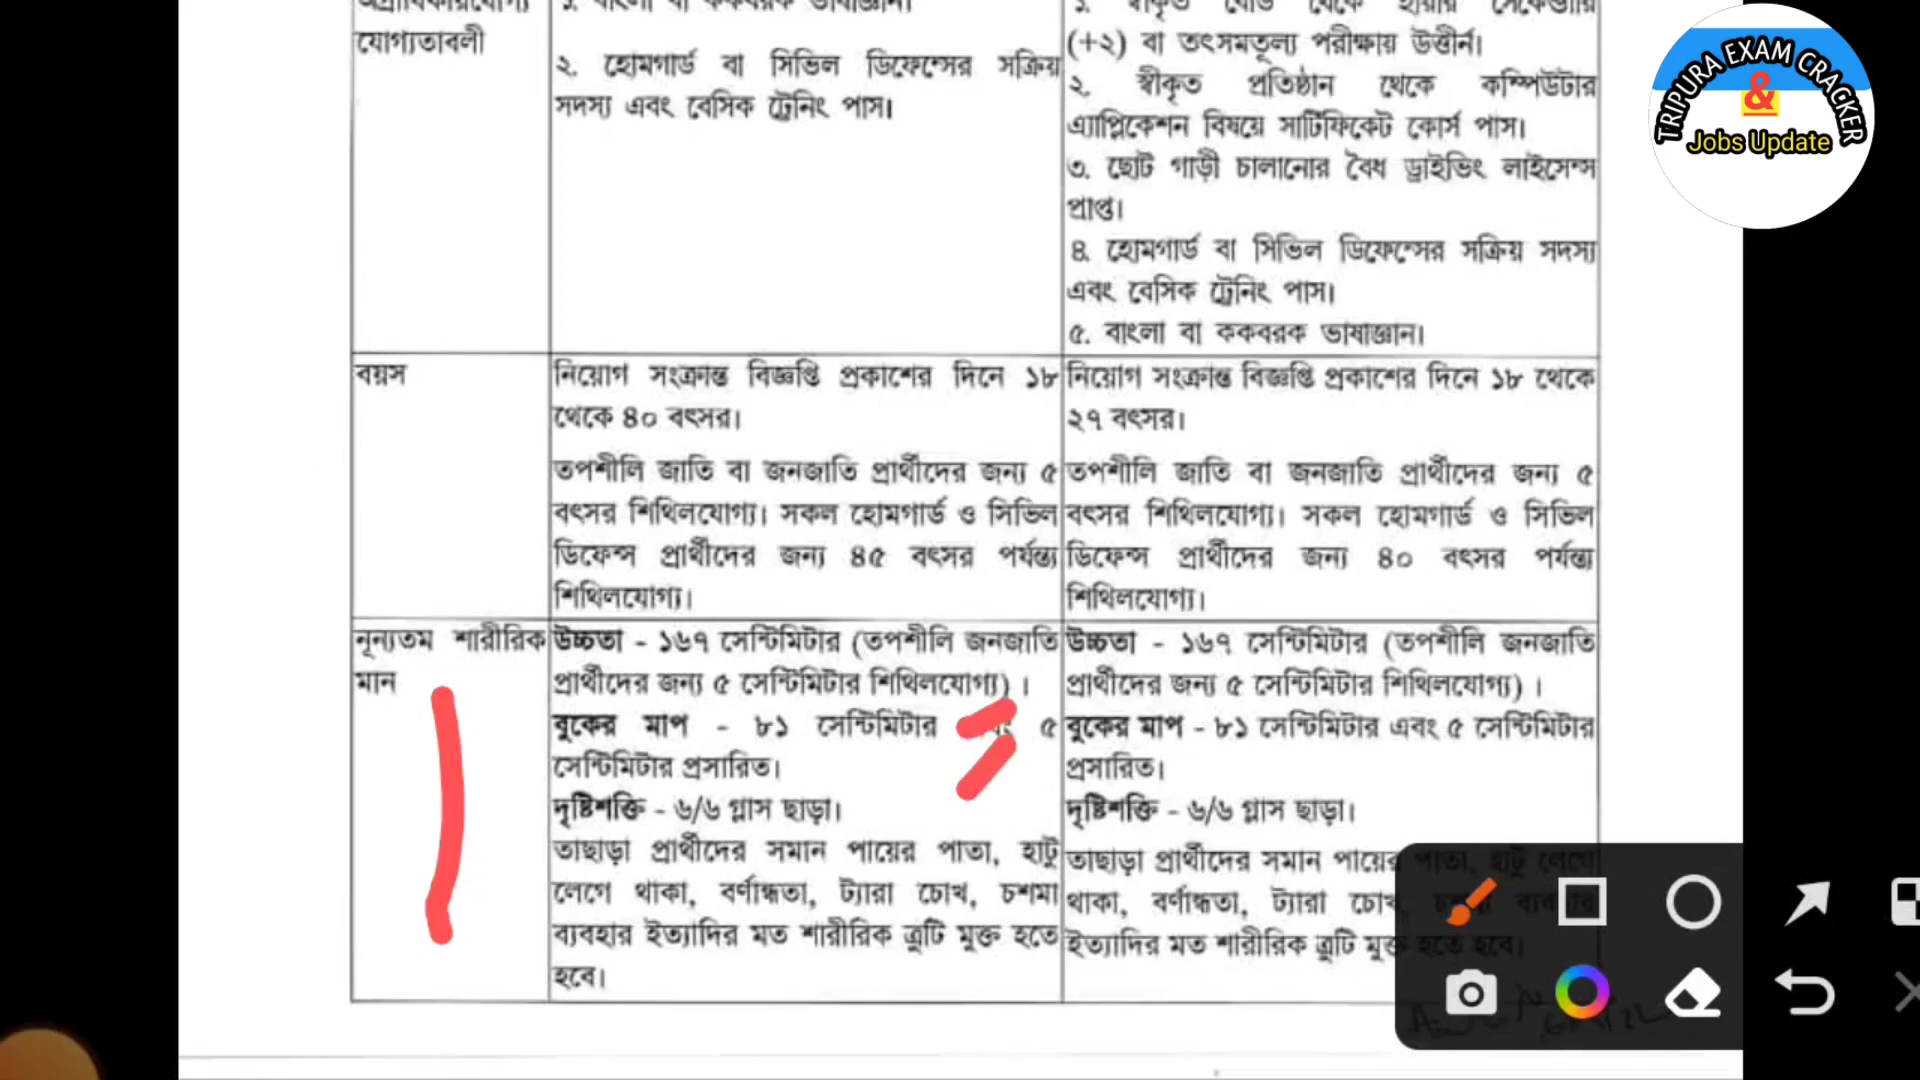 যোগ্যতাবলী
২. হোমগার্ড বা সিভিল ডিফেন্সের সক্রিয়
সদস্য এবং বেসিক ট্রেনিং পাস।
(+২) বা তৎসমতূল্য পরীক্ষায় উত্তীর্ন।
২. স্বীকৃত প্রতিষ্ঠান থেকে কম্পিউটার
এ্যাপ্লিকেশন বিষয়ে সার্টিফিকেট কোর্স পাস।
৩. ছোট গাড়ী চালানোর বৈধ ড্রাইভিং লাইসেন্স
প্রাপ্ত।
৪. হোমগার্ড বা সিভিল ডিফেন্সের সক্রিয় সদস্য
এবং বেসিক ট্রেনিং পাস।
৫. বাংলা বা ককবরক ভাষাজ্ঞান।
বয়স
নিয়োগ সংক্রান্ত বিজ্ঞপ্তি প্রকাশের দিনে ১৮
থেকে ৪০ বৎসর।
তপশীলি জাতি বা জনজাতি প্রার্থীদের জন্য ৫
বৎসর শিথিলযোগ্য। সকল হোমগার্ড ও সিভিল
ডিফেন্স প্রার্থীদের জন্য ৪৫ বৎসর পর্যন্ত
শিথিলযোগ্য।
নিয়োগ সংক্রান্ত বিজ্ঞপ্তি প্রকাশের দিনে ১৮ থেকে
২৭ বৎসর।
তপশীলি জাতি বা জনজাতি প্রার্থীদের জন্য ৫
বৎসর শিথিলযোগ্য। সকল হোমগার্ড ও সিভিল
ডিফেন্স প্রার্থীদের জন্য ৪০ বৎসর পর্যন্ত
শিথিলযোগ্য।
নূন্যতম শারীরিক
মান
উচ্চতা - ১৬৭ সেন্টিমিটার (তপশীলি জনজাতি
প্রার্থীদের জন্য ৫ সেন্টিমিটার শিথিলযোগ্য) ।
বুকের মাপ - ৮১ সেন্টিমিটার ৫
সেন্টিমিটার প্রসারিত।
দৃষ্টিশক্তি - ৬/৬ গ্লাস ছাড়া।
তাছাড়া প্রার্থীদের সমান পায়ের পাতা, হাটু
লেগে থাকা, বর্ণান্ধতা, ট্যারা চোখ, চশমা
ব্যবহার ইত্যাদির মত শারীরিক ত্রুটি মুক্ত হতে
হবে।
উচ্চতা - ১৬৭ সেন্টিমিটার (তপশীলি জনজাতি
প্রার্থীদের জন্য ৫ সেন্টিমিটার শিথিলযোগ্য) ।
বুকের মাপ - ৮১ সেন্টিমিটার এবং ৫ সেন্টিমিটার
প্রসারিত।
দৃষ্টিশক্তি - ৬/৬ গ্লাস ছাড়া।
তাছাড়া প্রার্থীদের সমান পায়ের পাতা, হাটু লেগে
থাকা, বর্ণান্ধতা, ট্যারা চোখ,
ইত্যাদির মত শারীরিক ত্রুটি মুক্ত হতে হবে।
TRIPURA EXAM CRACKER
&
Jobs Update